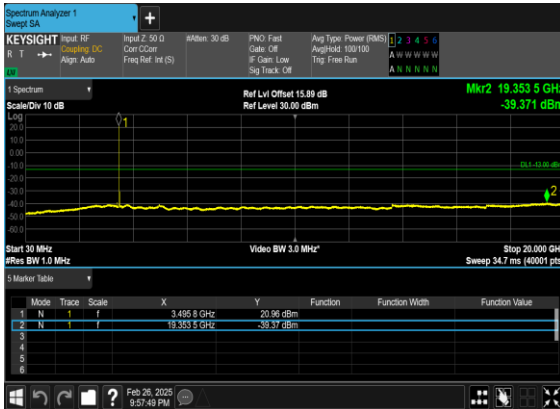 Spectrum Analyzer 1
Swept SA
KEYSIGHT
R T
LXI
Input: RF
Coupling: DC
Align: Auto
Input Z: 50 Ω
Corr CCorr
Freq Ref: Int (S)
#Atten: 30 dB
PNO: Fast
Gate: Off
IF Gain: Low
Sig Track: Off
Avg Type: Power (RMS)
Avg|Hold: 100/100
Trig: Free Run
1 2 3 4 5 6
A W W W W W
A N N N N N
1 Spectrum
Scale/Div 10 dB
Ref Lvl Offset 15.89 dB
Ref Level 30.00 dBm
Mkr2 19.353 5 GHz
-39.371 dBm
Log
20.0
10.0
0.00
-10.0
-20.0
-30.0
-40.0
-50.0
-60.0
1
DL1 -13.00 dBm
2
Start 30 MHz
#Res BW 1.0 MHz
Video BW 3.0 MHz*
Stop 20.000 GHz
Sweep 34.7 ms (40001 pts)
5 Marker Table
Mode Trace Scale X Y Function Function Width Function Value
1 N 1 f 3.495 8 GHz 20.96 dBm
2 N 1 f 19.353 5 GHz -39.37 dBm
3
4
5
6
?
Feb 26, 2025
9:57:49 PM